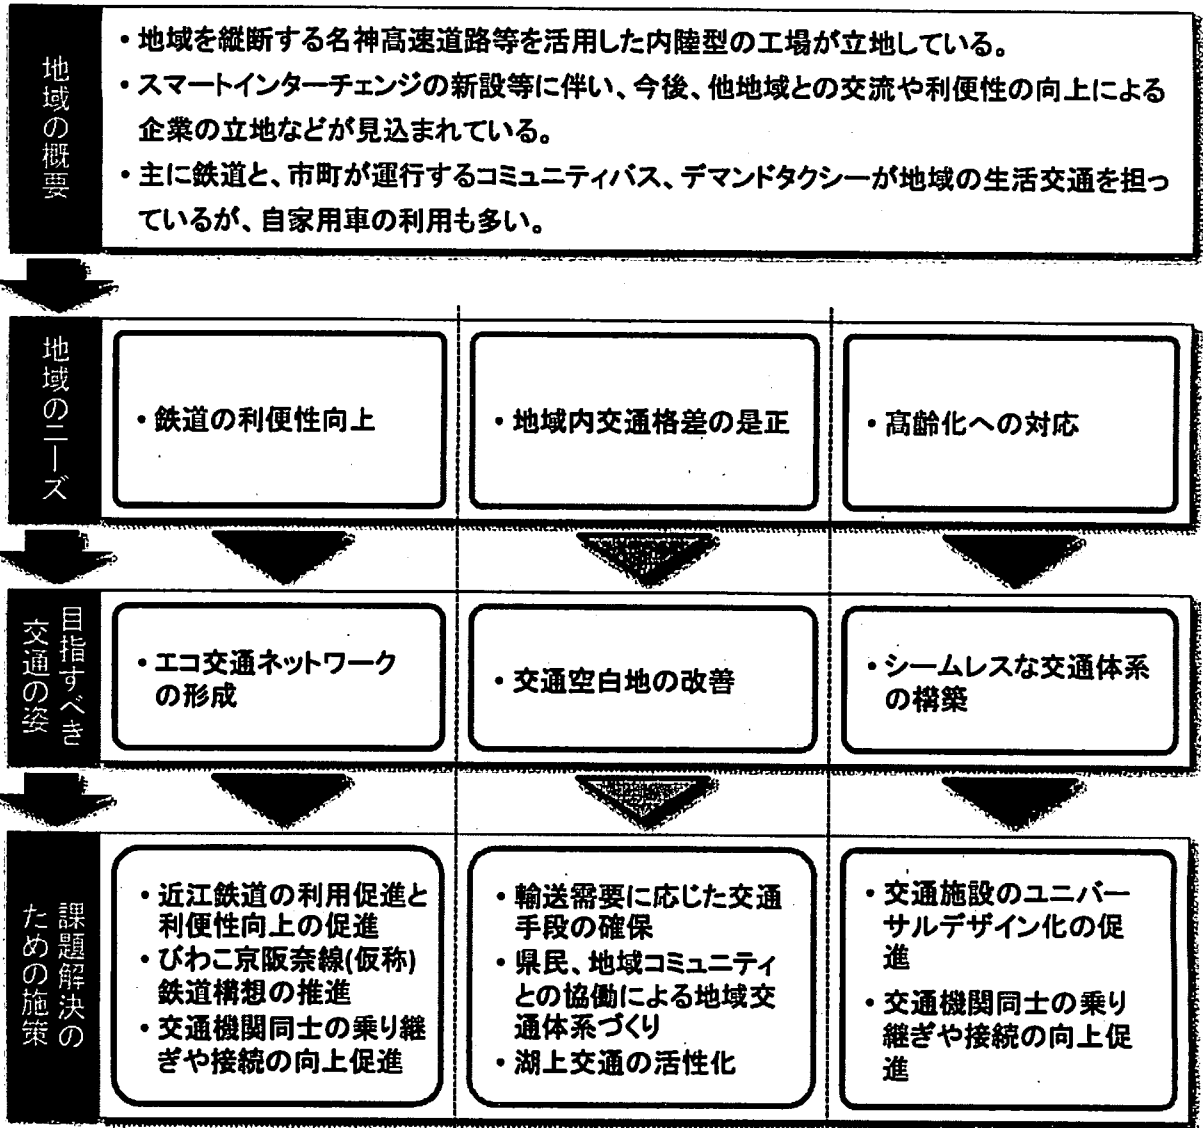 地域の概要
・地域を縦断する名神高速道路等を活用した内陸型の工場が立地している。
・スマートインターチェンジの新設等に伴い、今後、他地域との交流や利便性の向上による
企業の立地などが見込まれている。
・主に鉄道と、市町が運行するコミュニティバス、デマンドタクシーが地域の生活交通を担っ
ているが、自家用車の利用も多い。
地域のニーズ
・鉄道の利便性向上
・地域内交通格差の是正
・高齢化への対応
目指すべき
交通の姿
・エコ交通ネットワーク
の形成
・交通空白地の改善
・シームレスな交通体系
の構築
課題解決の
ための施策
・近江鉄道の利用促進と
利便性向上の促進
・びわこ京阪奈線(仮称)
鉄道構想の推進
・交通機関同士の乗り継
ぎや接続の向上促進
・輸送需要に応じた交通
手段の確保
・県民、地域コミュニティ
との協働による地域交
通体系づくり
・湖上交通の活性化
・交通施設のユニバー
サルデザイン化の促
進
・交通機関同士の乗り
継ぎや接続の向上促
進